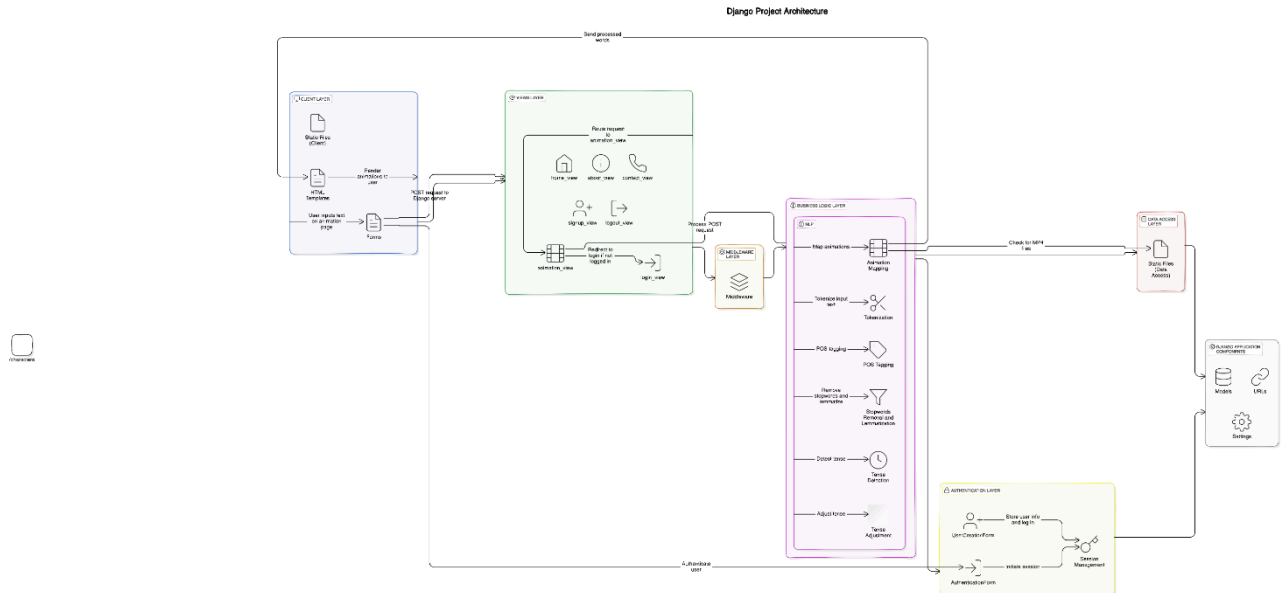 Django Project Architecture
Send processed
words
CLIENT LAYER
Static Files
(Client)
HTML
Templates
Render
animations to
user
User inputs text
on animation
page
Forms
POST request to
Django server
Route request
to
animation_view
home_view
about_view
contact_view
signup_view
logout_view
animation_view
Redirect to
login if not
logged in
login_view
Process POST
request
MIDDLEWARE
LAYER
Middleware
BUSINESS LOGIC LAYER
NLP
Map animations
Animation
Mapping
Tokenize input
text
Tokenization
POS tagging
POS Tagging
Remove
stopwords and
lemmatize
Stopwords
Removal and
Lemmatization
Detect tense
Tense
Detection
Adjust tense
Tense
Adjustment
Check for MP4
files
DATA ACCESS
LAYER
Static Files
(Data
Access)
DJANGO APPLICATION
COMPONENTS
Models
URLs
Settings
AUTHENTICATION LAYER
UserCreationForm
Store user info
and log in
Session
Management
AuthenticationForm
Initiate session
Authenticate
user